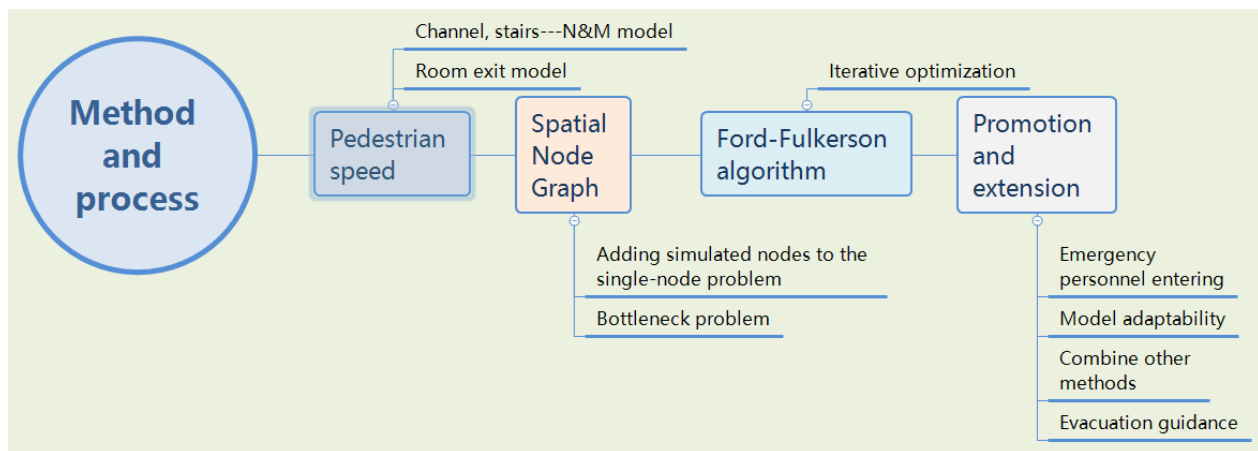 Method
and
process
Channel, stairs---N&M model
Room exit model
Pedestrian
speed
Spatial
Node
Graph
Adding simulated nodes to the
single-node problem
Bottleneck problem
Iterative optimization
Ford-Fulkerson
algorithm
Promotion
and
extension
Emergency
personnel entering
Model adaptability
Combine other
methods
Evacuation guidance